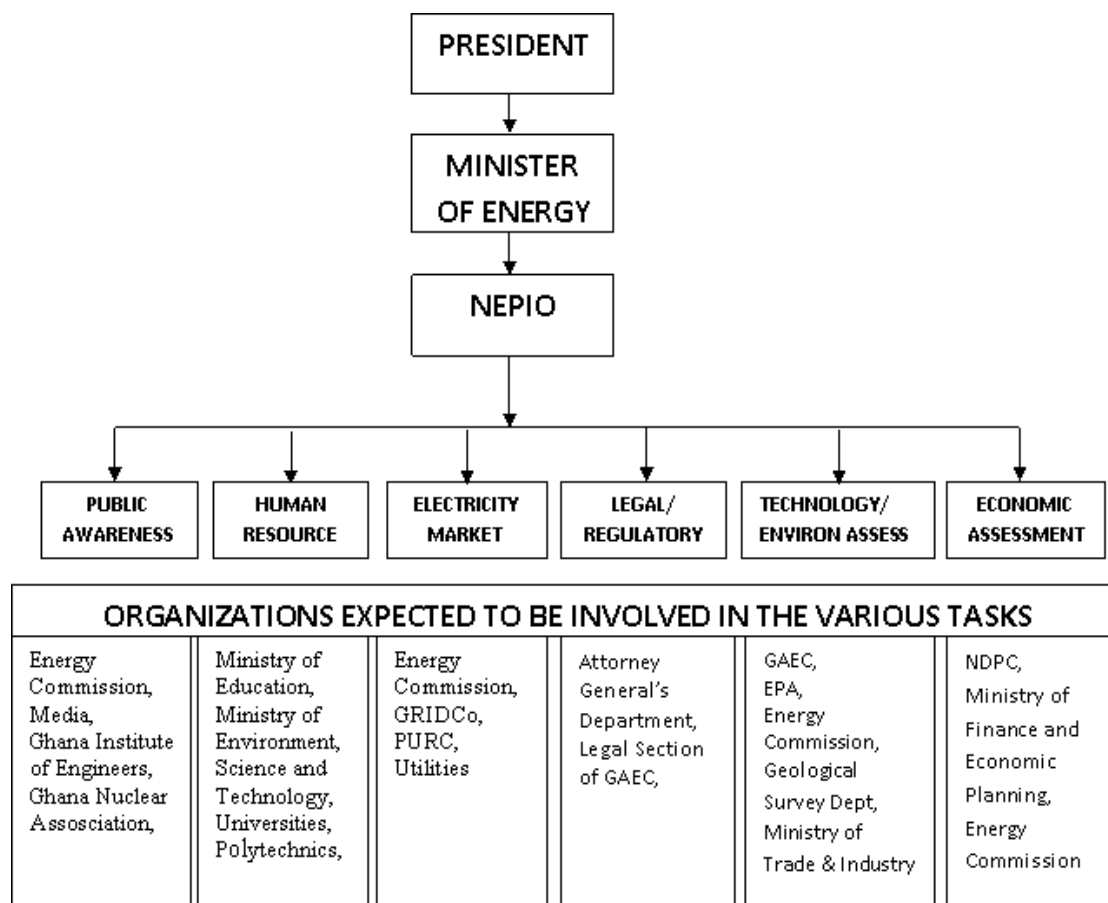 PRESIDENT
MINISTER
OF ENERGY
NEPIO
PUBLIC
AWARENESS
HUMAN
RESOURCE
ELECTRICITY
MARKET
LEGAL/
REGULATORY
TECHNOLOGY/
ENVIRON ASSESS
ECONOMIC
ASSESSMENT
ORGANIZATIONS EXPECTED TO BE INVOLVED IN THE VARIOUS TASKS
Energy
Commission,
Media,
Ghana Institute
of Engineers,
Ghana Nuclear
Assosciation,
Ministry of
Education,
Ministry of
Environment,
Science and
Technology,
Universities,
Polytechnics,
Energy
Commission,
GRIDCo,
PURC,
Utilities
Attorney
General's
Department,
Legal Section
of GAEC,
GAEC,
EPA,
Energy
Commission,
Geological
Survey Dept,
Ministry of
Trade & Industry
NDPC,
Ministry of
Finance and
Economic
Planning,
Energy
Commission